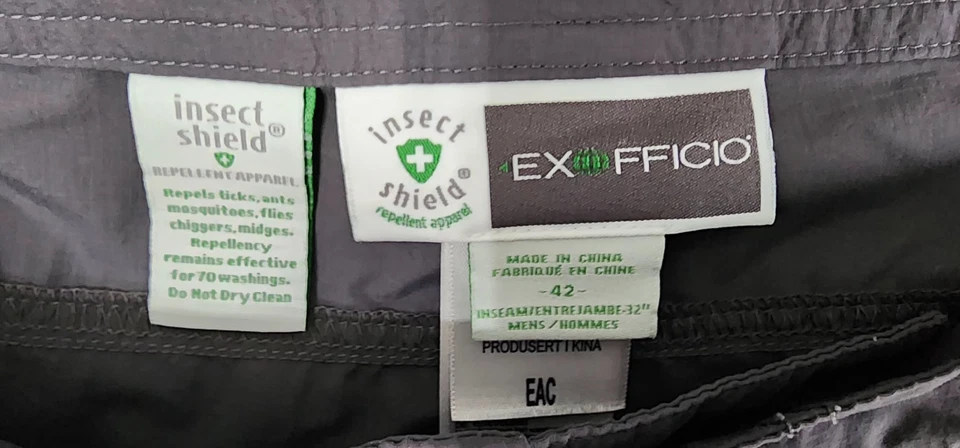 insect
shield®
REPELLENT APPAREL
Repels ticks, ants
mosquitoes, flies
chiggers, midges.
Repellency
remains effective
for 70 washings.
Do Not Dry Clean
insect
shield®
repellent apparel
EXOFFICIO
MADE IN CHINA
FABRIQUÉ EN CHINE
-42-
INSEAM/ENTREJAMBE-32"
MENS/HOMMES
PRODUSERT I KINA
EAC